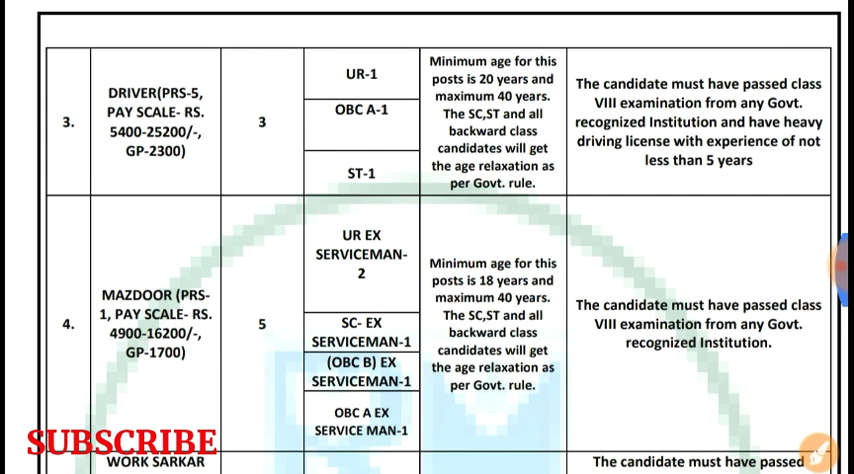 3.
DRIVER(PRS-5,
PAY SCALE- RS.
5400-25200/-,
GP-2300)
3
UR-1
OBC A-1
ST-1
Minimum age for this
posts is 20 years and
maximum 40 years.
The SC,ST and all
backward class
candidates will get
the age relaxation as
per Govt. rule.
The candidate must have passed class
VIII examination from any Govt.
recognized Institution and have heavy
driving license with experience of not
less than 5 years
4.
MAZDOOR (PRS-
1, PAY SCALE- RS.
4900-16200/-,
GP-1700)
5
UR EX
SERVICEMAN-
2
SC- EX
SERVICEMAN-1
(OBC B) EX
SERVICEMAN-1
OBC A EX
SERVICE MAN-1
Minimum age for this
posts is 18 years and
maximum 40 years.
The SC,ST and all
backward class
candidates will get
the age relaxation as
per Govt. rule.
The candidate must have passed class
VIII examination from any Govt.
recognized Institution.
SUBSCRIBE
WORK SARKAR
The candidate must have passed